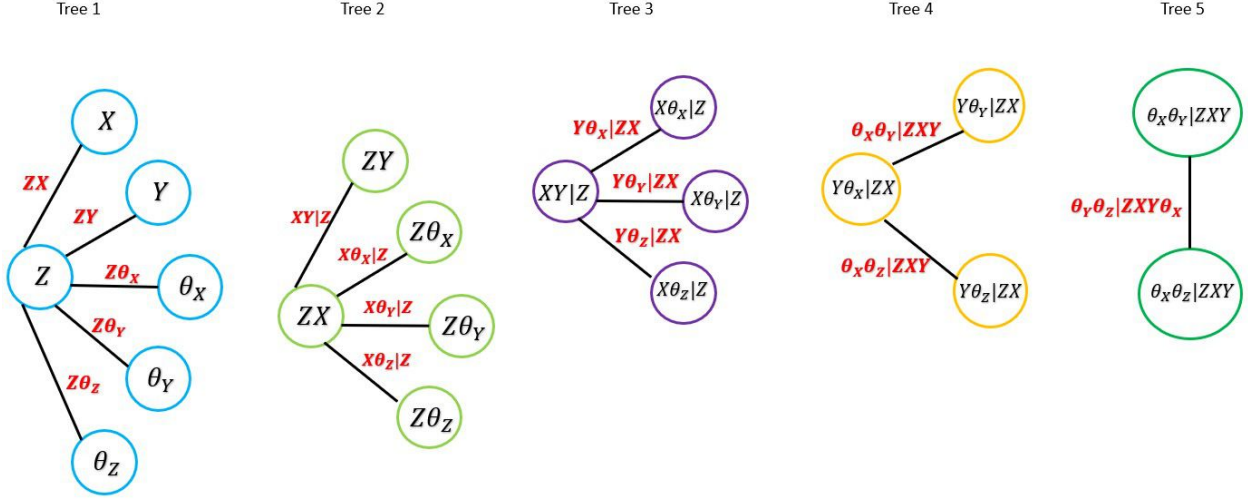 Tree 1
Tree 2
Tree 3
Tree 4
Tree 5
X
ZX
Y
ZY
Z
Zθ_X
θ_X
Zθ_Y
θ_Y
Zθ_Z
θ_Z
ZY
XY|Z
Zθ_X
Xθ_X|Z
ZX
Xθ_Y|Z
Zθ_Y
Xθ_Z|Z
Zθ_Z
Xθ_X|Z
Yθ_X|ZX
XY|Z
Yθ_Y|ZX
Xθ_Y|Z
Yθ_Z|ZX
Xθ_Z|Z
Yθ_Y|ZX
θ_Xθ_Y|ZXY
Yθ_X|ZX
θ_Xθ_Z|ZXY
Yθ_Z|ZX
θ_Xθ_Y|ZXY
θ_Yθ_Z|ZXYθ_X
θ_Xθ_Z|ZXY